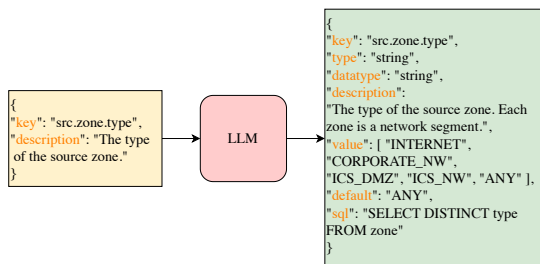 {
"key": "src.zone.type",
"description": "The type
of the source zone."
}
LLM
{
"key": "src.zone.type",
"type": "string",
"datatype": "string",
"description":
"The type of the source zone. Each
zone is a network segment.",
"value": [ "INTERNET",
"CORPORATE_NW",
"ICS_DMZ", "ICS_NW", "ANY" ],
"default": "ANY",
"sql": "SELECT DISTINCT type
FROM zone"
}